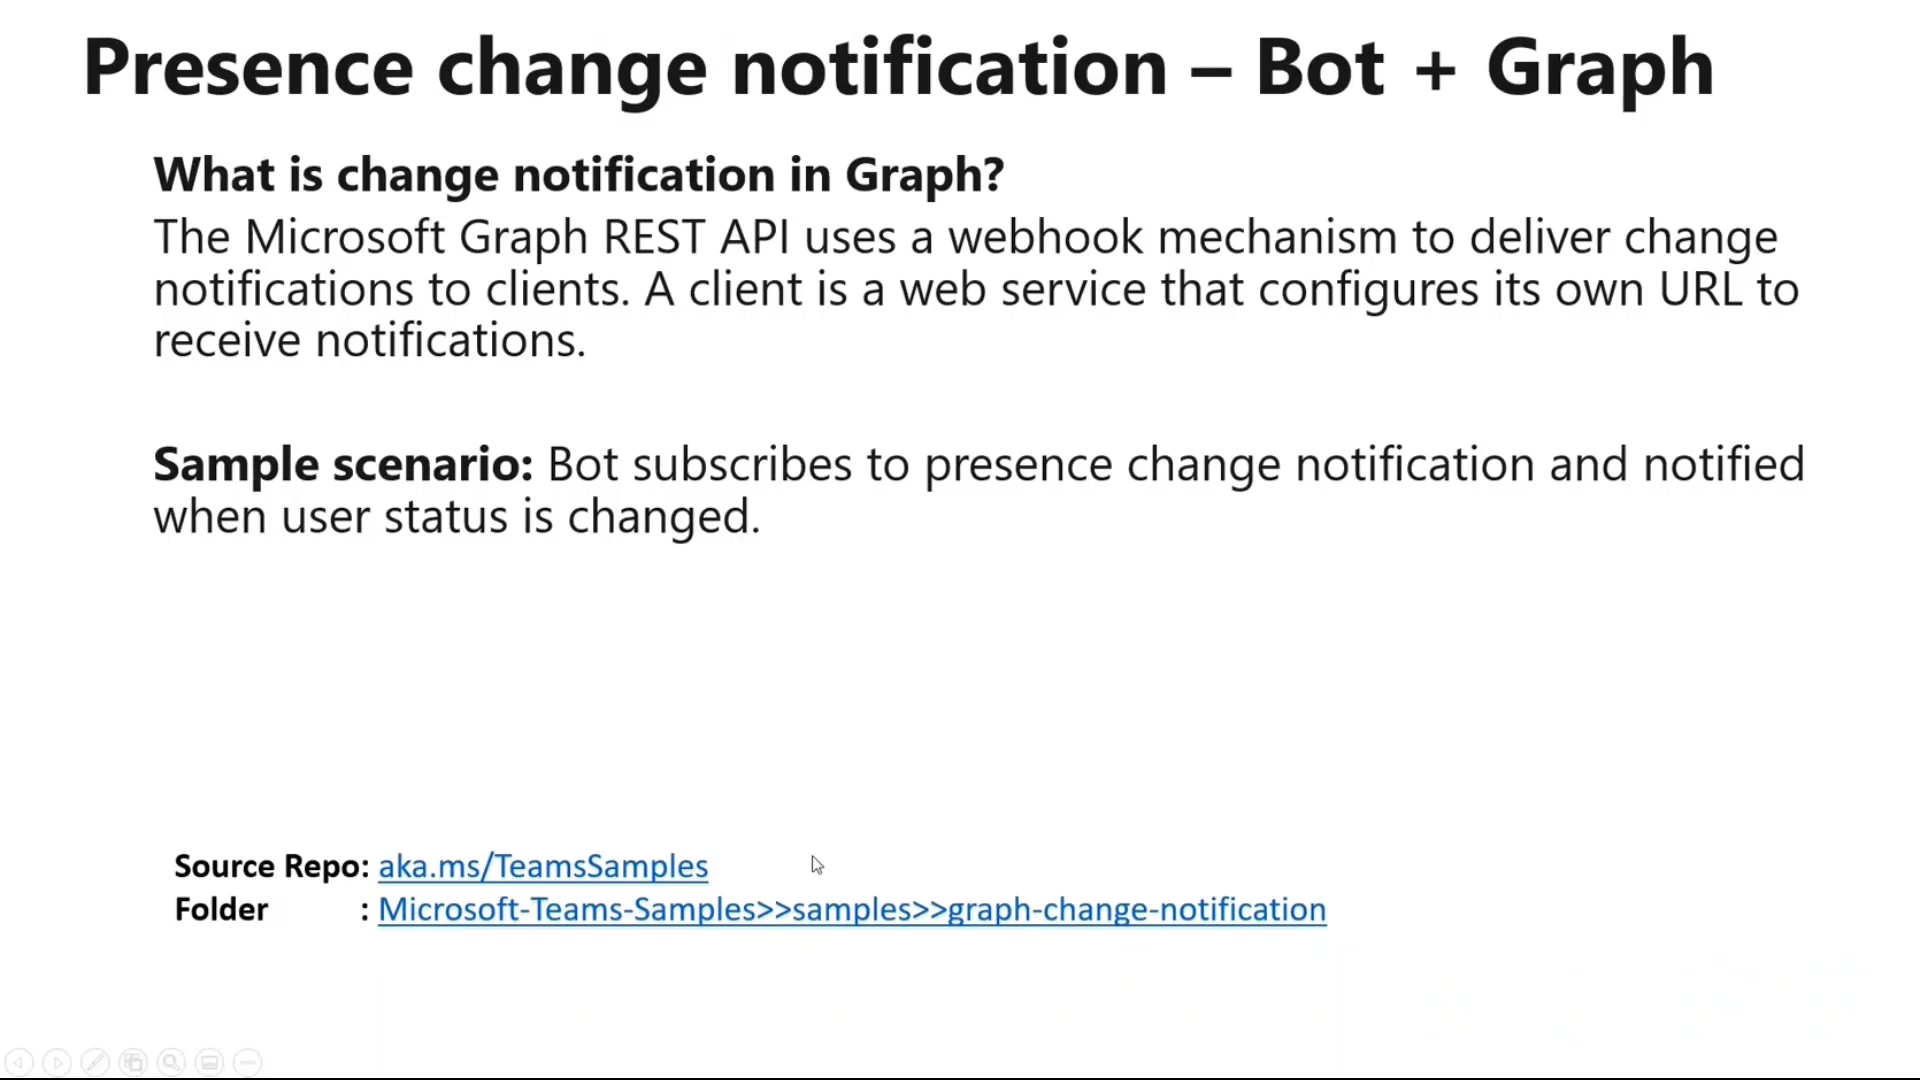 Presence change notification – Bot + Graph
What is change notification in Graph?
The Microsoft Graph REST API uses a webhook mechanism to deliver change
notifications to clients. A client is a web service that configures its own URL to
receive notifications.
Sample scenario: Bot subscribes to presence change notification and notified
when user status is changed.
Source Repo: aka.ms/TeamsSamples
Folder : Microsoft-Teams-Samples>>samples>>graph-change-notification